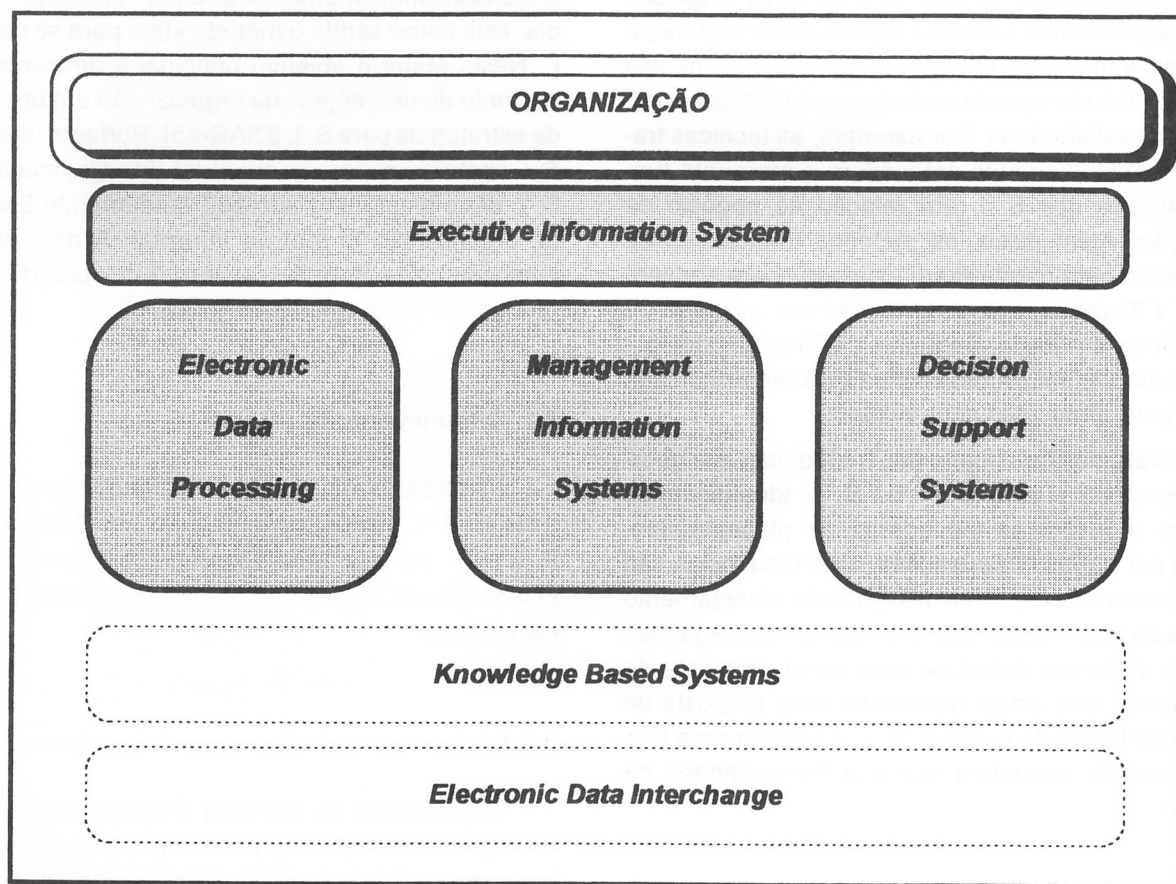 ORGANIZAÇÃO
Executive Information System
Electronic
Data
Processing
Management
Information
Systems
Decision
Support
Systems
Knowledge Based Systems
Electronic Data Interchange